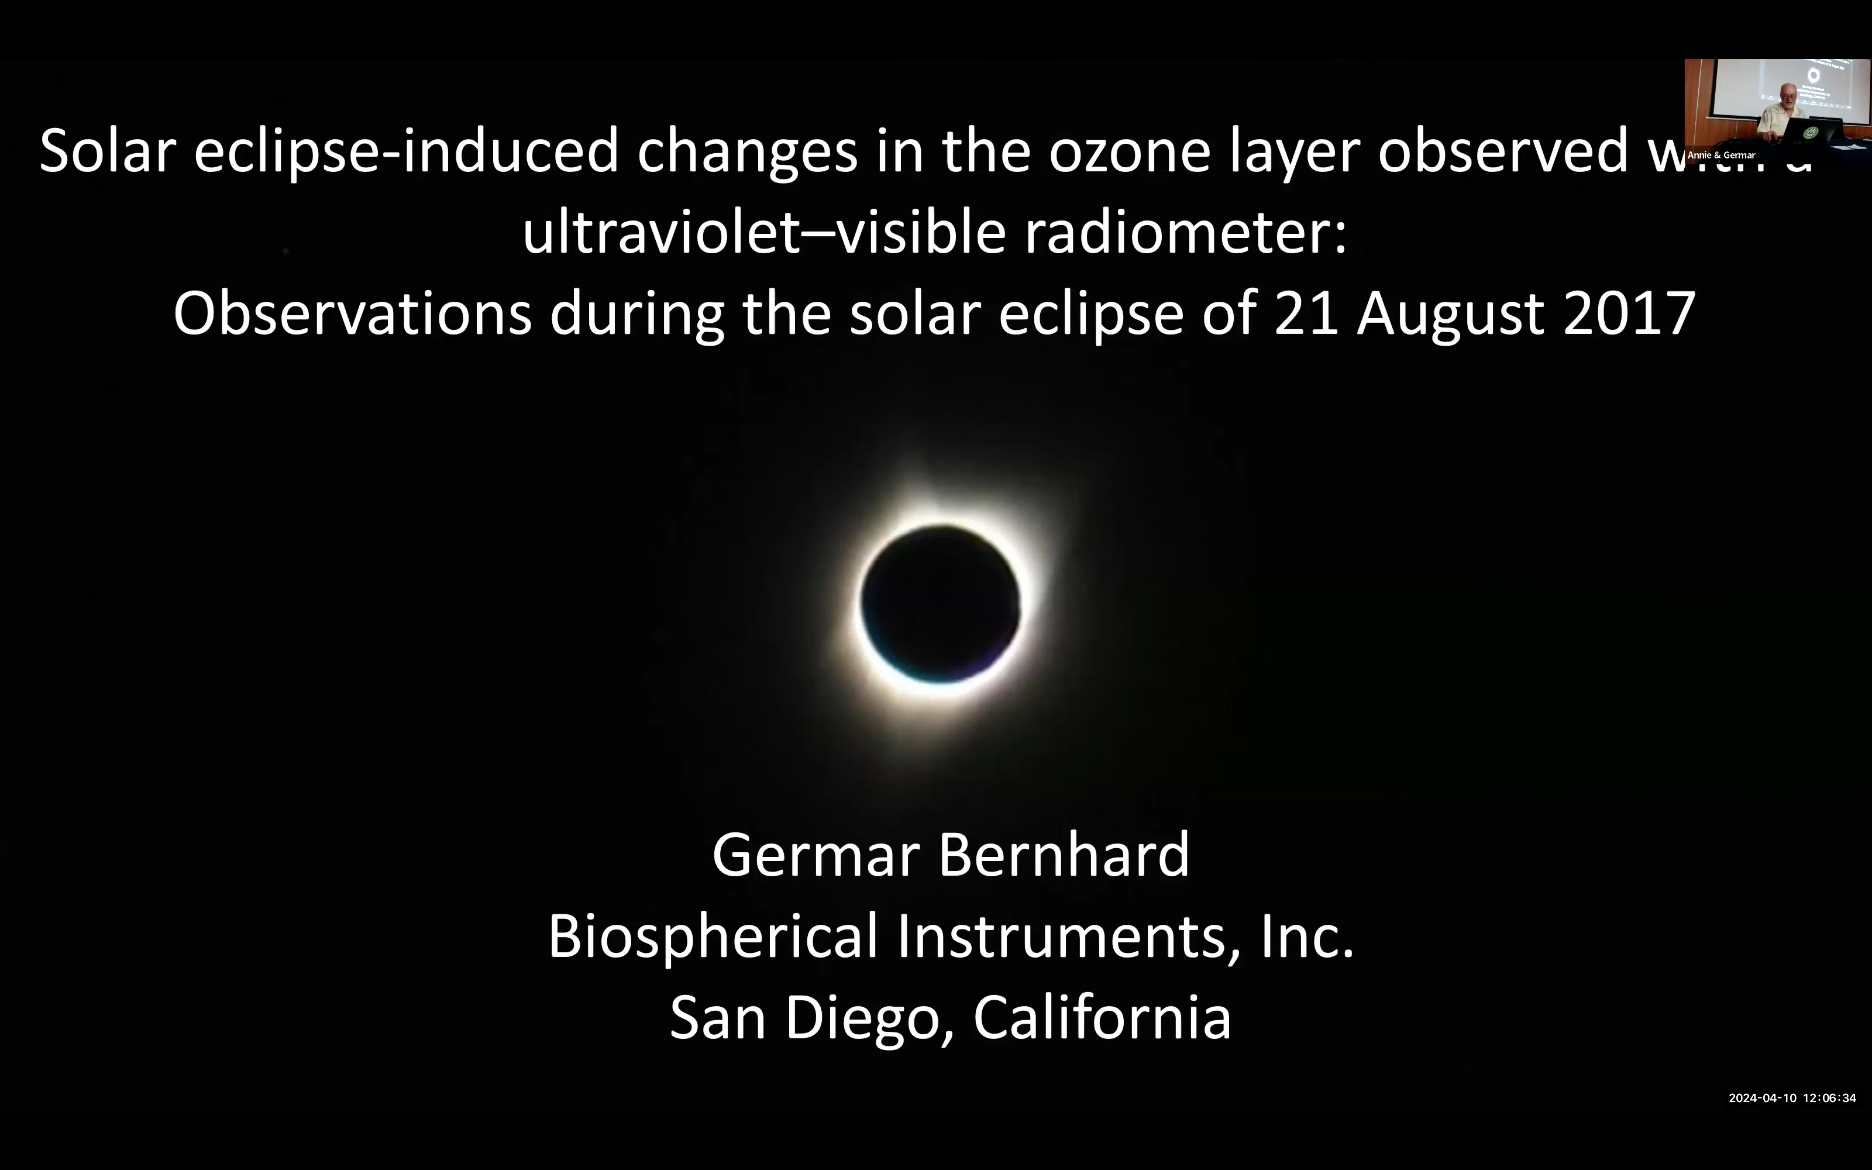 Solar eclipse-induced changes in the ozone layer observed with a
ultraviolet–visible radiometer:
Observations during the solar eclipse of 21 August 2017
Annie & Germar
Germar Bernhard
Biospherical Instruments, Inc.
San Diego, California
2024-04-10 12:06:34